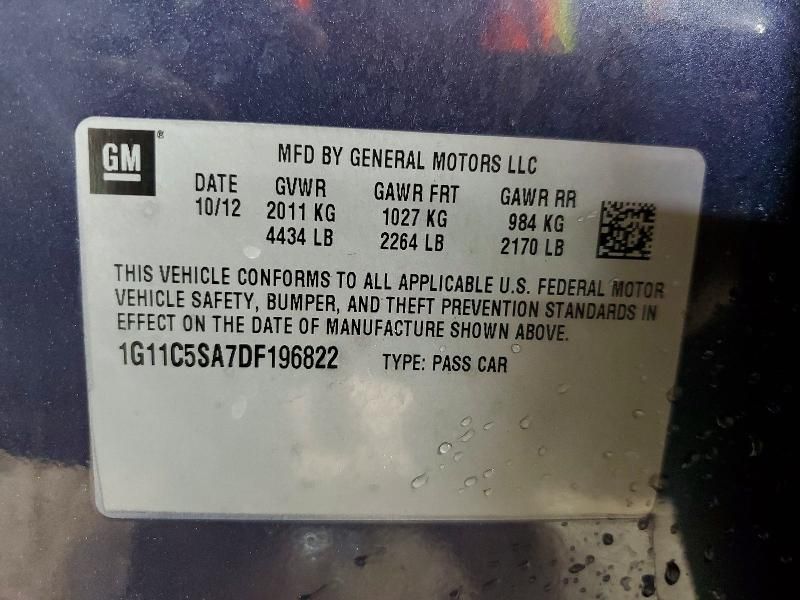 GM ®
MFD BY GENERAL MOTORS LLC
DATE GVWR GAWR FRT GAWR RR
10/12 2011 KG 1027 KG 984 KG
4434 LB 2264 LB 2170 LB
THIS VEHICLE CONFORMS TO ALL APPLICABLE U.S. FEDERAL MOTOR
VEHICLE SAFETY, BUMPER, AND THEFT PREVENTION STANDARDS IN
EFFECT ON THE DATE OF MANUFACTURE SHOWN ABOVE.
1G11C5SA7DF196822 TYPE: PASS CAR